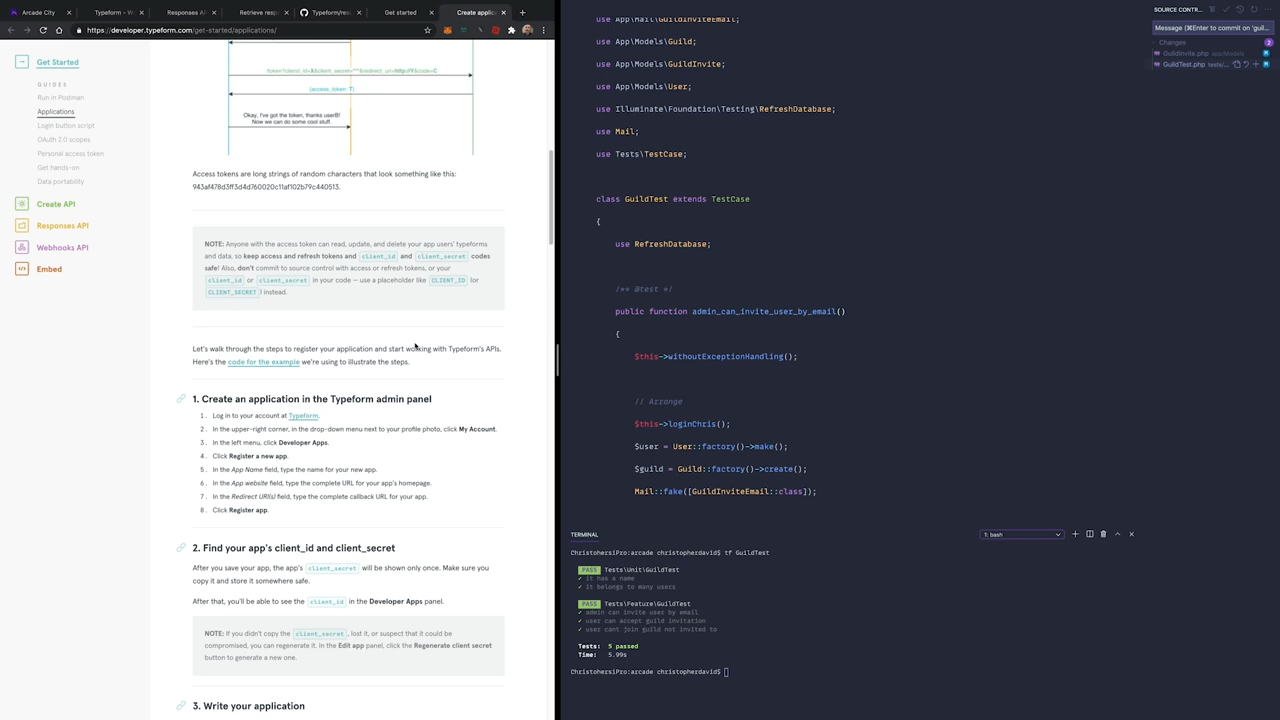 Arcade City
Typeform – W
Responses AP
Retrieve respo
Typeform/res
Get started
Create applic
https://developer.typeform.com/get-started/applications/
Get Started
GUIDES
Run in Postman
Applications
Login button script
OAuth 2.0 scopes
Personal access token
Get hands-on
Data portability
Create API
Responses API
Webhooks API
Embed
{access_token: T}
Okay, I've got the token, thanks userB!
Now we can do some cool stuff.
Access tokens are long strings of random characters that look something like this:
943af478d3ff3d4d760020c11af102b79c440513.
NOTE: Anyone with the access token can read, update, and delete your app users' typeforms
and data, so keep access and refresh tokens and client_id and client_secret codes
safe! Also, don't commit to source control with access or refresh tokens, or your
client_id or client_secret in your code — use a placeholder like CLIENT_ID (or
CLIENT_SECRET ) instead.
Let's walk through the steps to register your application and start working with Typeform's APIs.
Here's the code for the example we're using to illustrate the steps.
1. Create an application in the Typeform admin panel
1. Log in to your account at Typeform.
2. In the upper-right corner, in the drop-down menu next to your profile photo, click My Account.
3. In the left menu, click Developer Apps.
4. Click Register a new app.
5. In the App Name field, type the name for your new app.
6. In the App website field, type the complete URL for your app's homepage.
7. In the Redirect URI(s) field, type the complete callback URL for your app.
8. Click Register app.
2. Find your app's client_id and client_secret
After you save your app, the app's client_secret will be shown only once. Make sure you
copy it and store it somewhere safe.
After that, you'll be able to see the client_id in the Developer Apps panel.
NOTE: If you didn't copy the client_secret, lost it, or suspect that it could be
compromised, you can regenerate it. In the Edit app panel, click the Regenerate client secret
button to generate a new one.
3. Write your application
use App\Mail\GuildInviteEmail;
use App\Models\Guild;
use App\Models\GuildInvite;
use App\Models\User;
use Illuminate\Foundation\Testing\RefreshDatabase;
use Mail;
use Tests\TestCase;
class GuildTest extends TestCase
{
use RefreshDatabase;
/** @test */
public function admin_can_invite_user_by_email()
{
$this->withoutExceptionHandling();
// Arrange
$this->loginChris();
$user = User::factory()->make();
$guild = Guild::factory()->create();
Mail::fake([GuildInviteEmail::class]);
SOURCE CONTR...
Message (⌘Enter to commit on 'guil...
Changes
2
GuildInvite.php app/Models
M
GuildTest.php tests/...
M
TERMINAL
1: bash
ChristohersiPro:arcade christopherdavid$ tf GuildTest
PASS Tests\Unit\GuildTest
✓ it has a name
✓ it belongs to many users
PASS Tests\Feature\GuildTest
✓ admin can invite user by email
✓ user can accept guild invitation
✓ user cant join guild not invited to
Tests: 5 passed
Time: 5.99s
ChristohersiPro:arcade christopherdavid$